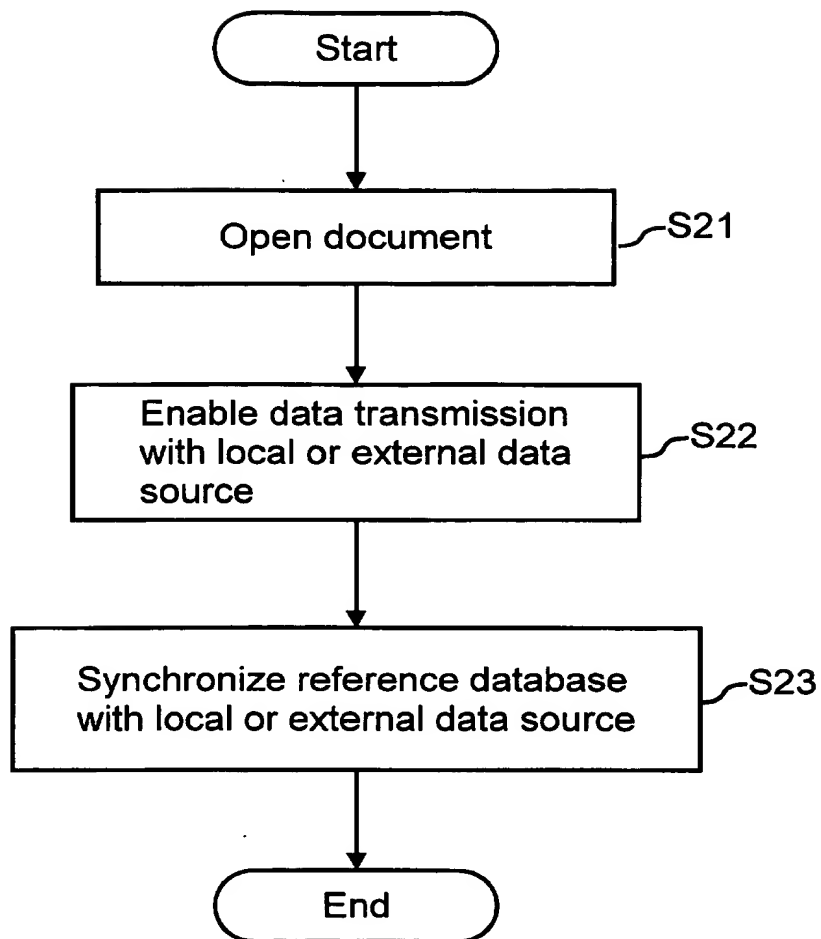 Start
Open document
S21
Enable data transmission
with local or external data
source
S22
Synchronize reference database
with local or external data source
S23
End